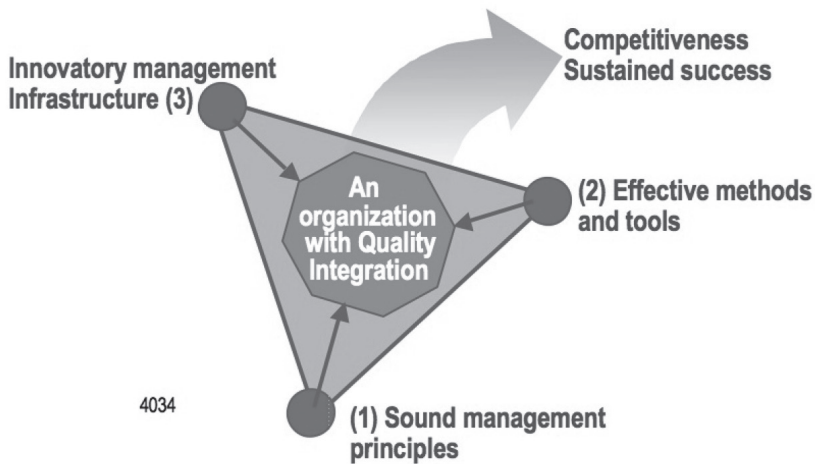 Competitiveness
Sustained success
Innovatory management
Infrastructure (3)
An
organization
with Quality
Integration
(2) Effective methods
and tools
4034
(1) Sound management
principles